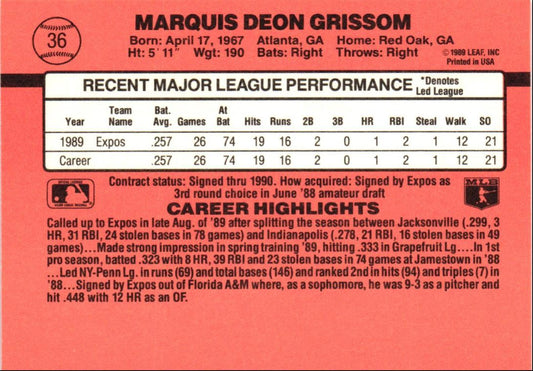 36
MARQUIS DEON GRISSOM
Born: April 17, 1967 Atlanta, GA Home: Red Oak, GA
Ht: 5' 11" Wgt: 190 Bats: Right Throws: Right
©1989 LEAF, INC
Printed in USA
RECENT MAJOR LEAGUE PERFORMANCE *Denotes
Led League
Year Team Name Bat. Avg. Games At Bat Hits Runs 2B 3B HR RBI Steal Walk SO
1989 Expos .257 26 74 19 16 2 0 1 2 1 12 21
Career .257 26 74 19 16 2 0 1 2 1 12 21
Contract status: Signed thru 1990. How acquired: Signed by Expos as
3rd round choice in June '88 amateur draft
MLB
CAREER HIGHLIGHTS
Called up to Expos in late Aug. of '89 after splitting the season between Jacksonville (.299, 3
HR, 31 RBI, 24 stolen bases in 78 games) and Indianapolis (.278, 21 RBI, 16 stolen bases in 49
games)...Made strong impression in spring training '89, hitting .333 in Grapefruit Lg....In 1st
pro season, batted .323 with 8 HR, 39 RBI and 23 stolen bases in 74 games at Jamestown in '88
...Led NY-Penn Lg. in runs (69) and total bases (146) and ranked 2nd in hits (94) and triples (7) in
'88...Signed by Expos out of Florida A&M where, as a sophomore, he was 9-3 as a pitcher and
hit .448 with 12 HR as an OF.